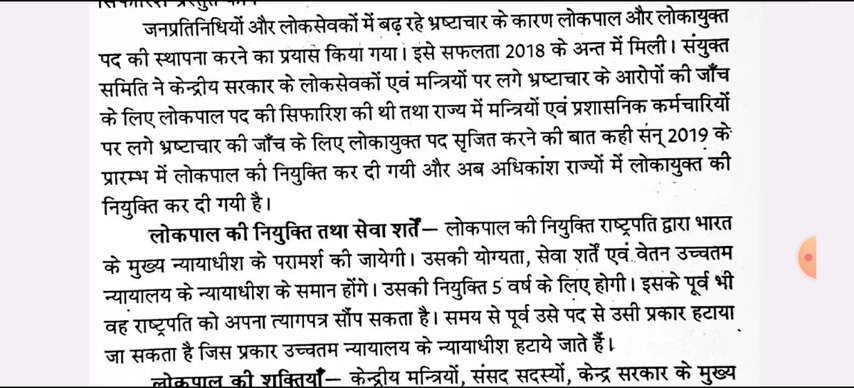 जनप्रतिनिधियों और लोकसेवकों में बढ़ रहे भ्रष्टाचार के कारण लोकपाल और लोकायुक्त
पद की स्थापना करने का प्रयास किया गया। इसे सफलता 2018 के अन्त में मिली। संयुक्त
समिति ने केन्द्रीय सरकार के लोकसेवकों एवं मन्त्रियों पर लगे भ्रष्टाचार के आरोपों की जाँच
के लिए लोकपाल पद की सिफारिश की थी तथा राज्य में मन्त्रियों एवं प्रशासनिक कर्मचारियों
पर लगे भ्रष्टाचार की जाँच के लिए लोकायुक्त पद सृजित करने की बात कही संन् 2019 के
प्रारम्भ में लोकपाल की नियुक्ति कर दी गयी और अब अधिकांश राज्यों में लोकायुक्त की
नियुक्ति कर दी गयी है।
लोकपाल की नियुक्ति तथा सेवा शर्तें— लोकपाल की नियुक्ति राष्ट्रपति द्वारा भारत
के मुख्य न्यायाधीश के परामर्श की जायेगी। उसकी योग्यता, सेवा शर्तें एवं वेतन उच्चतम
न्यायालय के न्यायाधीश के समान होंगे। उसकी नियुक्ति 5 वर्ष के लिए होगी। इसके पूर्व भी
वह राष्ट्रपति को अपना त्यागपत्र सौंप सकता है। समय से पूर्व उसे पद से उसी प्रकार हटाया
जा सकता है जिस प्रकार उच्चतम न्यायालय के न्यायाधीश हटाये जाते हैं।
लोकपाल की शक्तियाँ— केन्द्रीय मन्त्रियों, संसद सदस्यों, केन्द्र सरकार के मुख्य